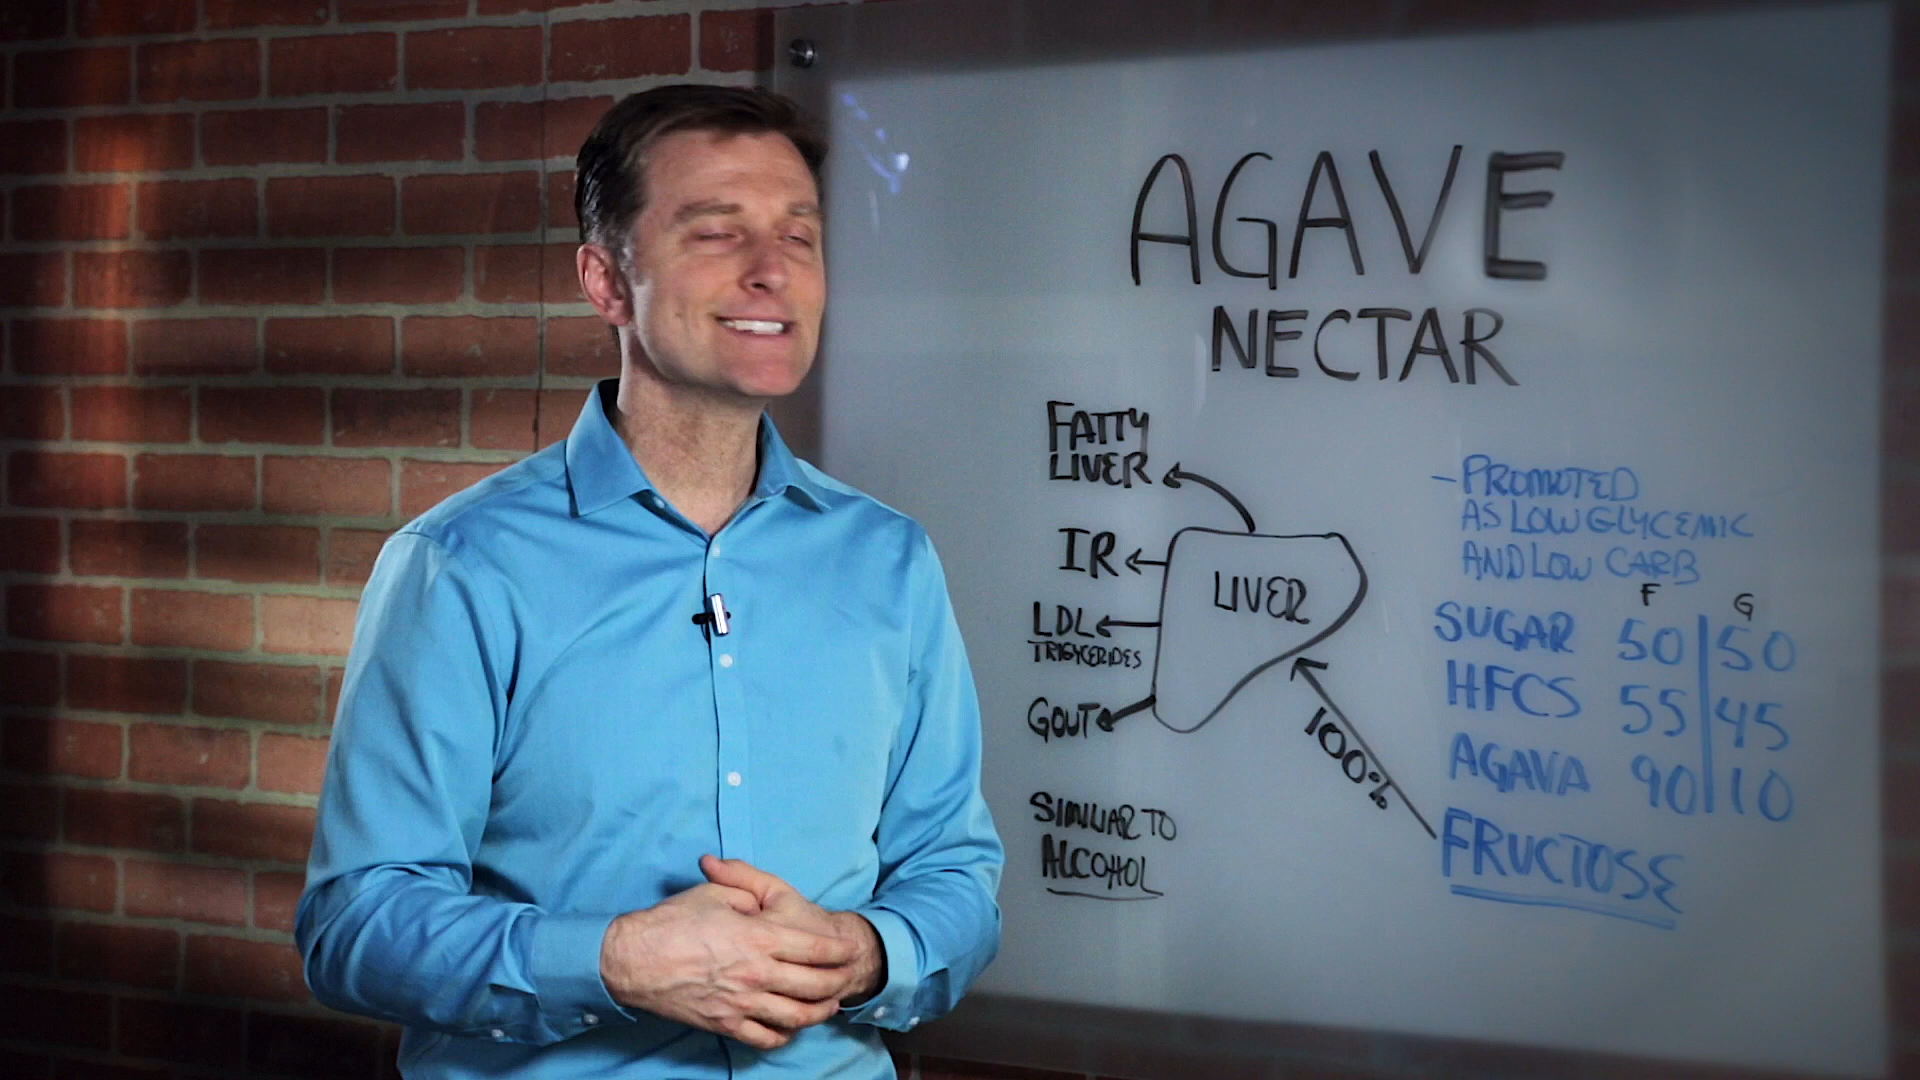 AGAVE
NECTAR
FATTY
LIVER
IR
LDL
TRIGYCERIDES
GOUT
SIMILIAR TO
ALCOHOL
LIVER
100%
- PROMOTED
AS LOW GLYCEMIC
AND LOW CARB
F G
SUGAR 50 50
HFCS 55 45
AGAVA 90 10
FRUCTOSE